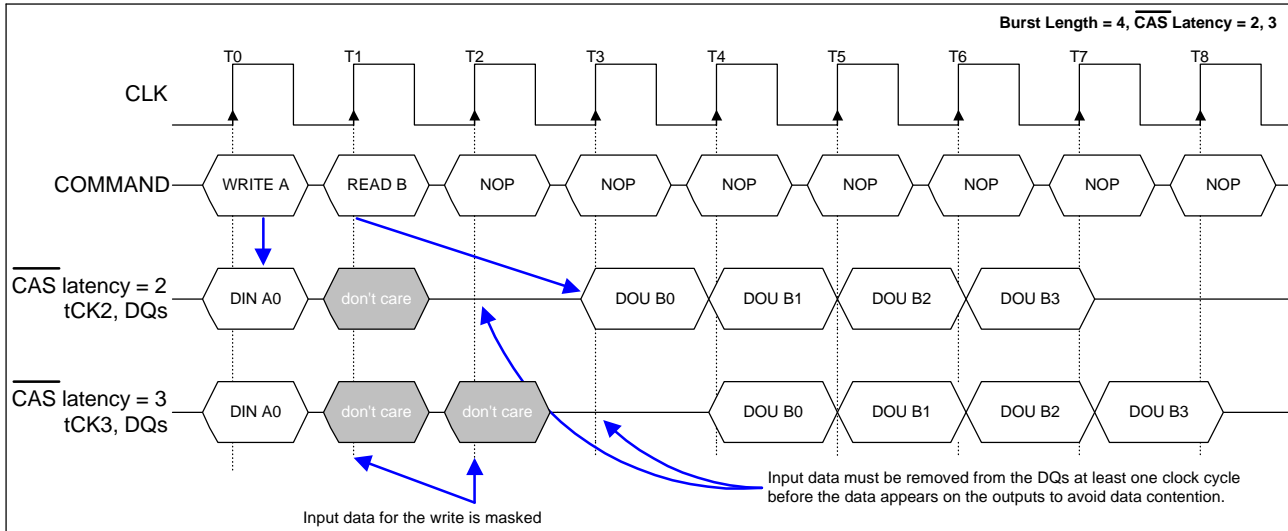 Burst Length = 4, CAS Latency = 2, 3
T0 T1 T2 T3 T4 T5 T6 T7 T8
CLK
COMMAND WRITE A READ B NOP NOP NOP NOP NOP NOP NOP
CAS latency = 2
tCK2, DQs
DIN A0 don't care DOU B0 DOU B1 DOU B2 DOU B3
CAS latency = 3
tCK3, DQs
DIN A0 don't care don't care DOU B0 DOU B1 DOU B2 DOU B3
Input data must be removed from the DQs at least one clock cycle
before the data appears on the outputs to avoid data contention.
Input data for the write is masked